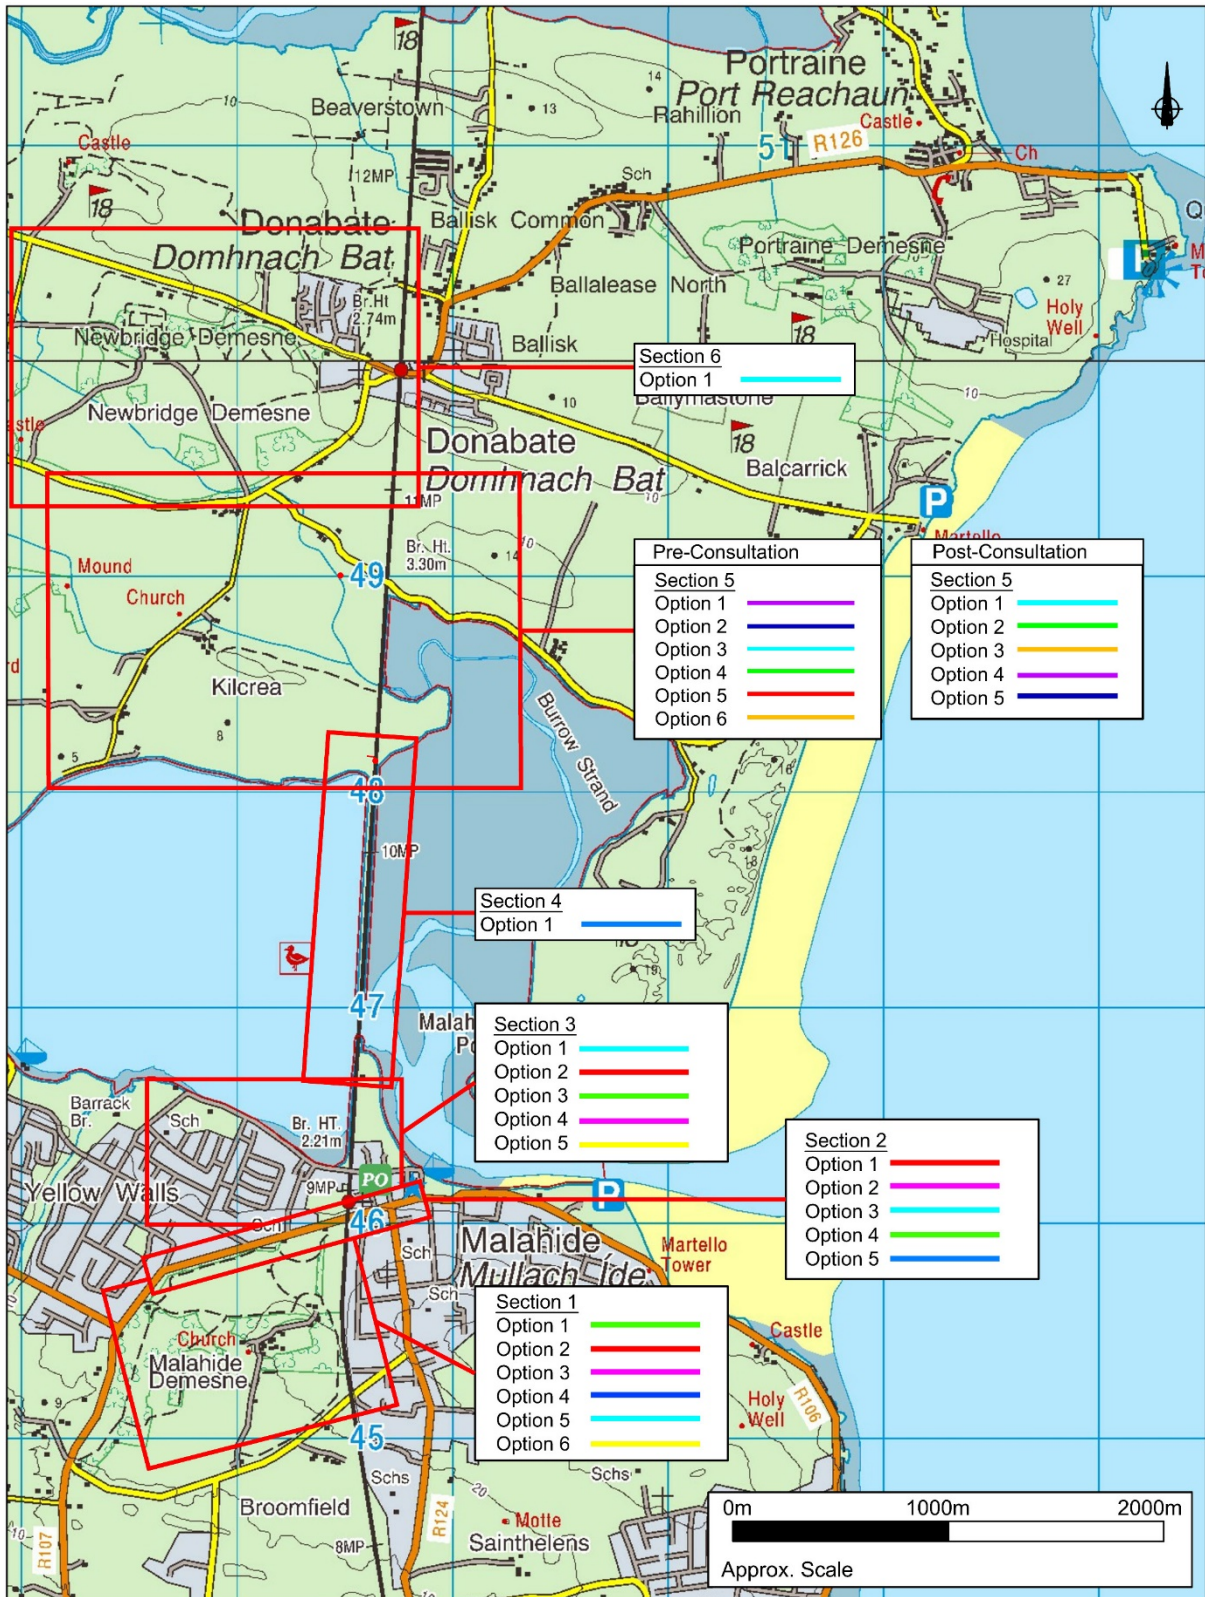 18
Portraine
Port Reachaun
14
13
Beaverstown
Rahillion
Castle
10
51
R126
Ch
Castle
12MP
Sch
18
Donabate
Domhnach Bat
Ballisk Common
Portraine Demesne
Br.Ht
2.74m
Ballalease North
27
Holy
Well
18
Newbridge Demesne
Ballisk
Hospital
Section 6
Option 1
Ballymastone
10
10
Newbridge Demesne
18
Donabate
Domhnach Bat
Balcarrick
10
11MP
P
Martello
Br. Ht.
3.30m
10
14
Mound
49
Church
Pre-Consultation
Section 5
Option 1
Option 2
Option 3
Option 4
Option 5
Option 6
Post-Consultation
Section 5
Option 1
Option 2
Option 3
Option 4
Option 5
Kilcrea
8
5
Burrow Strand
16
48
10MP
18
Section 4
Option 1
19
47
Section 3
Option 1
Option 2
Option 3
Option 4
Option 5
Barrack
Br.
Sch
Br. HT.
2.21m
Section 2
Option 1
Option 2
Option 3
Option 4
Option 5
Yellow Walls
9MP
PO
P
Sch
46
Sch
Malahide
Mullach Íde
Martello
Tower
Sch
Section 1
Option 1
Option 2
Option 3
Option 4
Option 5
Option 6
Church
Malahide
Demesne
Castle
9
Holy
Well
R106
45
Schs
20
Schs
Broomfield
R124
Motte
Sainthelens
R107
10
8MP
10
0m 1000m 2000m
Approx. Scale